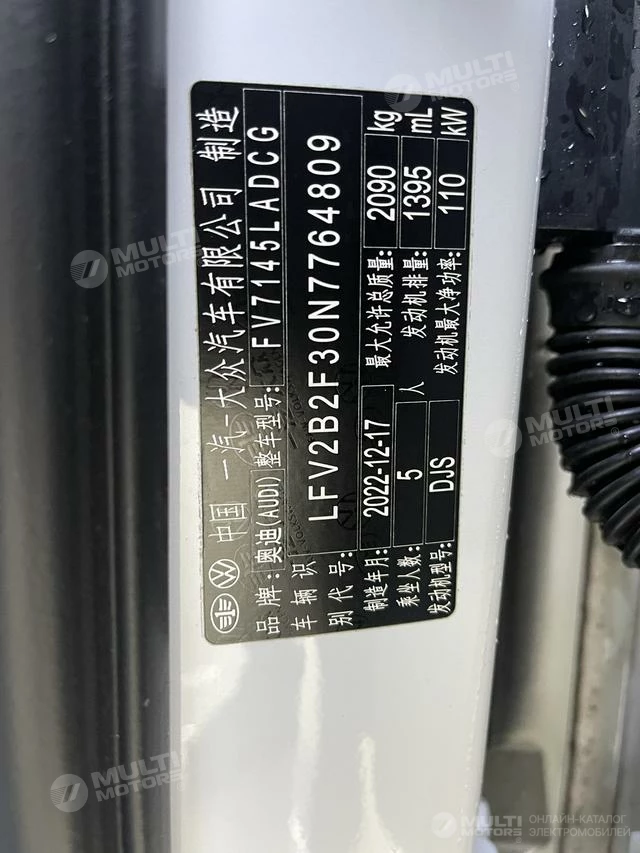 中国 一汽-大众汽车有限公司 制造
品牌: 奥迪(AUDI) 整车型号: FV7145LADCG
车辆识别代号: LFV2B2F30N7764809
制造年月: 2022-12-17 最大允许总质量: 2090 kg
乘坐人数: 5 人 发动机排量: 1395 mL
发动机型号: DJS 发动机最大净功率: 110 kW
MULTI MOTORS
MULTI MOTORS
MULTI MOTORS
MULTI MOTORS
MULTI MOTORS ОНЛАЙН-КАТАЛОГ ЭЛЕКТРОМОБИЛЕЙ